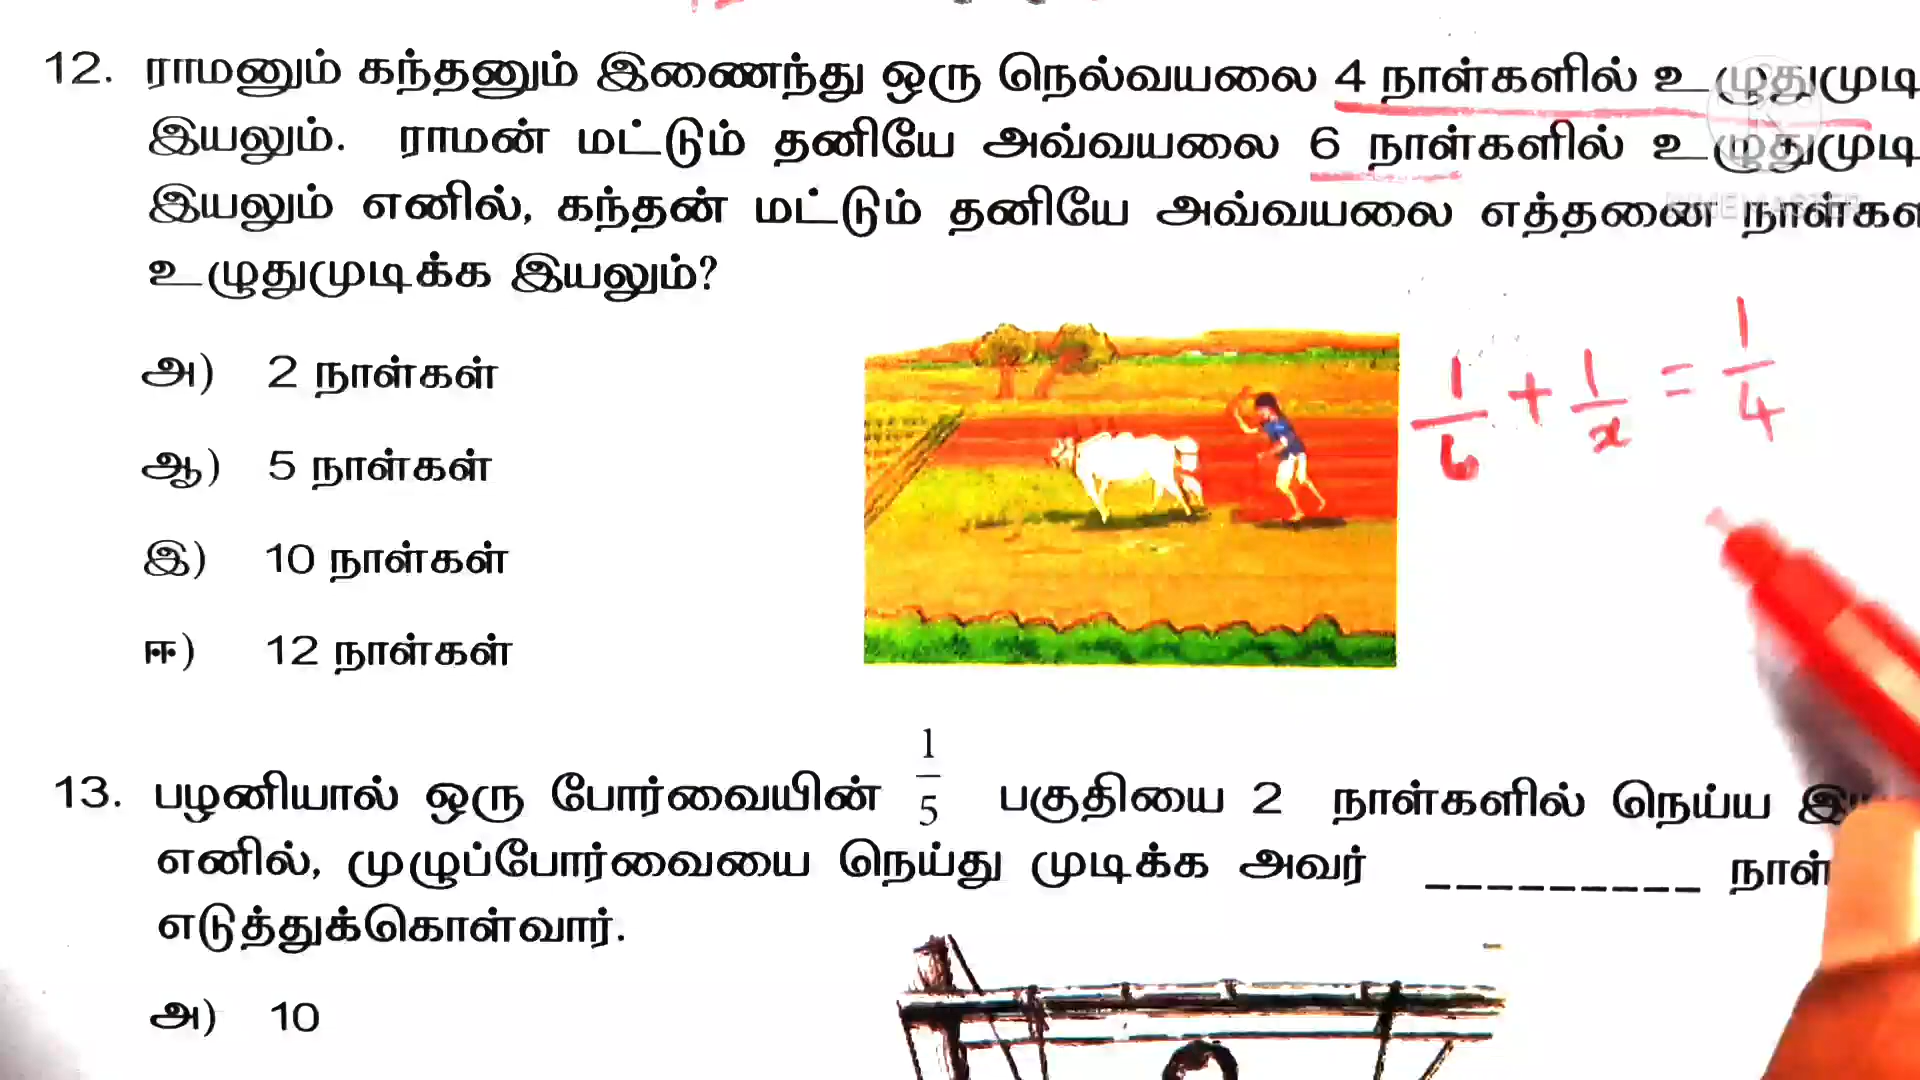 12. ராமனும் கந்தனும் இணைந்து ஒரு நெல்வயலை 4 நாள்களில் உழுதுமுடி
இயலும். ராமன் மட்டும் தனியே அவ்வயலை 6 நாள்களில் உழுதுமுடி
இயலும் எனில், கந்தன் மட்டும் தனியே அவ்வயலை எத்தனை நாள்கள
உழுதுமுடிக்க இயலும்?
KINEMASTER
அ) 2 நாள்கள்
1/6 + 1/x = 1/4
ஆ) 5 நாள்கள்
இ) 10 நாள்கள்
ஈ) 12 நாள்கள்
13. பழனியால் ஒரு போர்வையின் 1/5 பகுதியை 2 நாள்களில் நெய்ய
எனில், முழுப்போர்வையை நெய்து முடிக்க அவர் _________ நாள்
எடுத்துக்கொள்வார்.
அ) 10